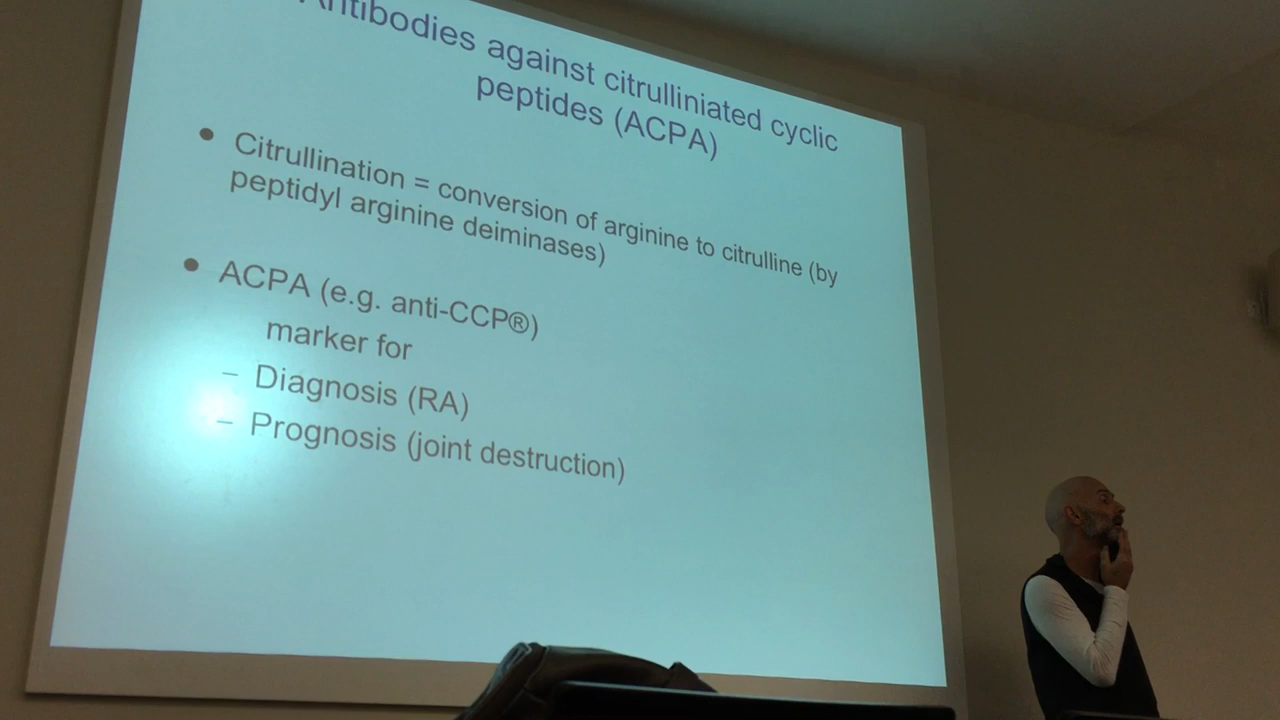 Antibodies against citrulliniated cyclic
peptides (ACPA)
• Citrullination = conversion of arginine to citrulline (by
peptidyl arginine deiminases)
• ACPA (e.g. anti-CCP®)
marker for
– Diagnosis (RA)
– Prognosis (joint destruction)